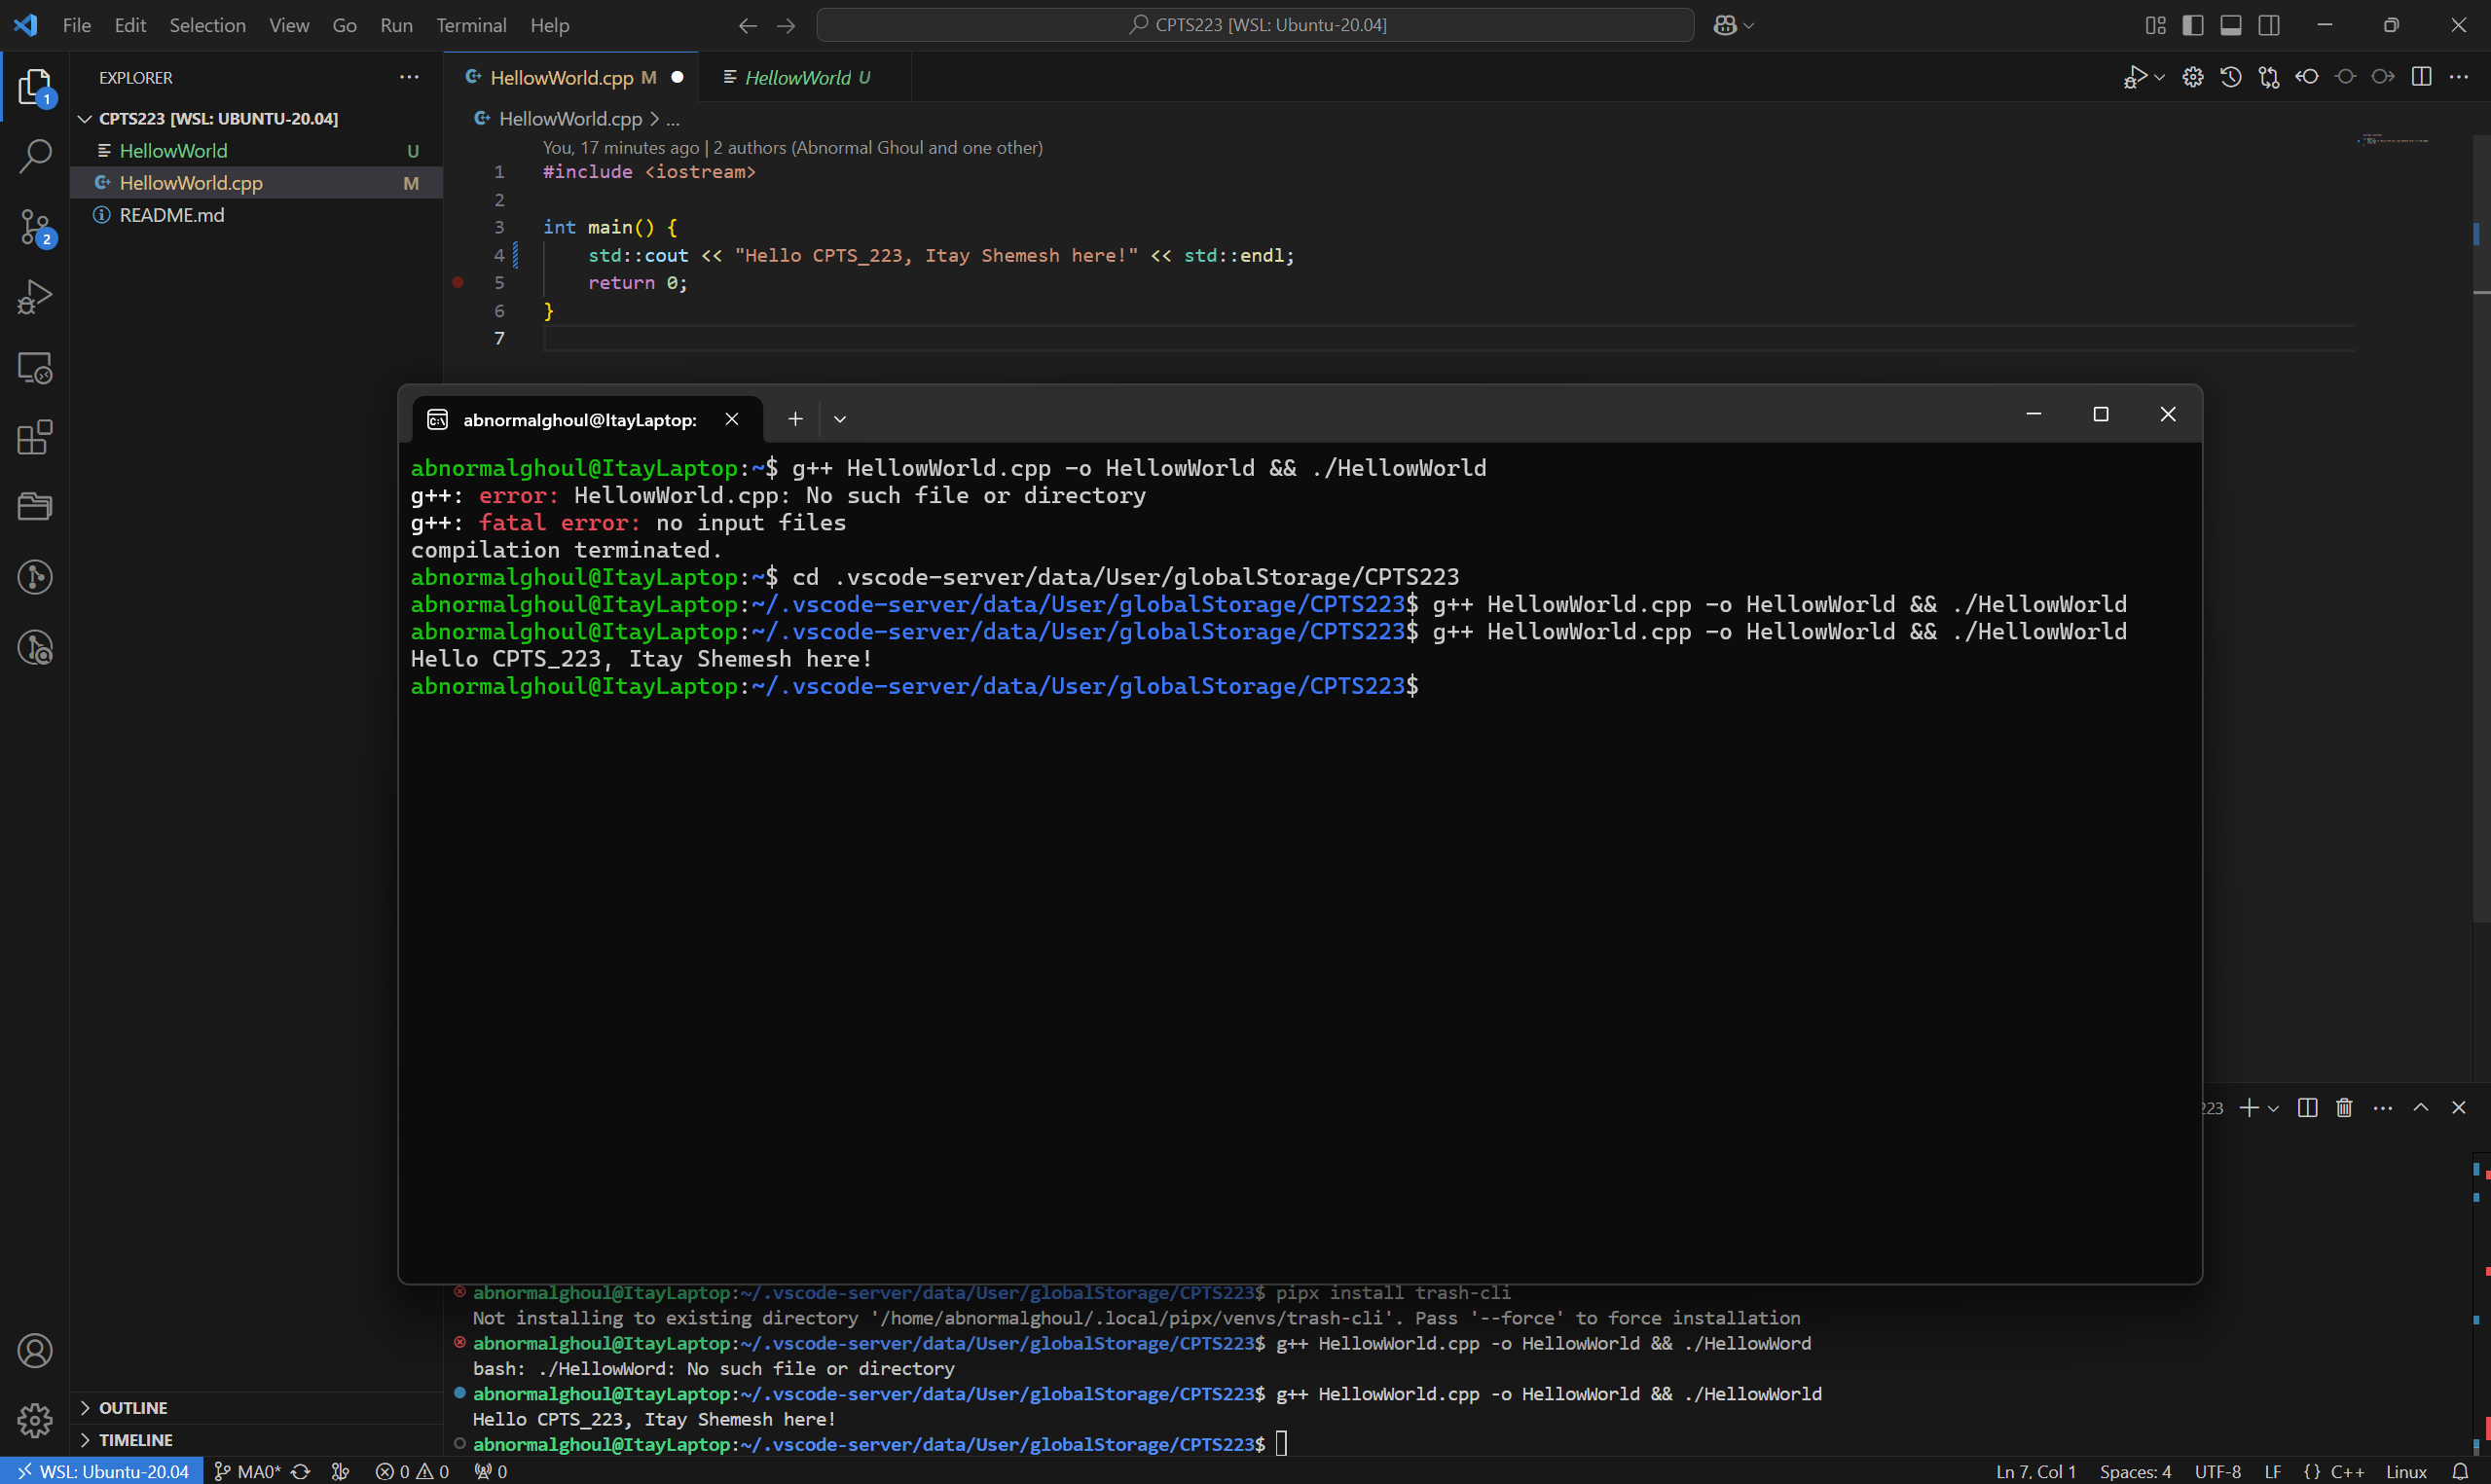 File Edit Selection View Go Run Terminal Help
CPTS223 [WSL: Ubuntu-20.04]
EXPLORER
HellowWorld.cpp M
HellowWorld U
1
CPTS223 [WSL: UBUNTU-20.04]
HellowWorld.cpp > ...
HellowWorld U
HellowWorld.cpp M
README.md
2
You, 17 minutes ago | 2 authors (Abnormal Ghoul and one other)
1 #include <iostream>
2
3 int main() {
4 std::cout << "Hello CPTS_223, Itay Shemesh here!" << std::endl;
5 return 0;
6 }
7
abnormalghoul@ItayLaptop:
abnormalghoul@ItayLaptop:~$ g++ HellowWorld.cpp -o HellowWorld && ./HellowWorld
g++: error: HellowWorld.cpp: No such file or directory
g++: fatal error: no input files
compilation terminated.
abnormalghoul@ItayLaptop:~$ cd .vscode-server/data/User/globalStorage/CPTS223
abnormalghoul@ItayLaptop:~/.vscode-server/data/User/globalStorage/CPTS223$ g++ HellowWorld.cpp -o HellowWorld && ./HellowWorld
abnormalghoul@ItayLaptop:~/.vscode-server/data/User/globalStorage/CPTS223$ g++ HellowWorld.cpp -o HellowWorld && ./HellowWorld
Hello CPTS_223, Itay Shemesh here!
abnormalghoul@ItayLaptop:~/.vscode-server/data/User/globalStorage/CPTS223$
223
abnormalghoul@ItayLaptop:~/.vscode-server/data/User/globalStorage/CPTS223$ pipx install trash-cli
Not installing to existing directory '/home/abnormalghoul/.local/pipx/venvs/trash-cli'. Pass '--force' to force installation
abnormalghoul@ItayLaptop:~/.vscode-server/data/User/globalStorage/CPTS223$ g++ HellowWorld.cpp -o HellowWorld && ./HellowWord
bash: ./HellowWord: No such file or directory
abnormalghoul@ItayLaptop:~/.vscode-server/data/User/globalStorage/CPTS223$ g++ HellowWorld.cpp -o HellowWorld && ./HellowWorld
Hello CPTS_223, Itay Shemesh here!
abnormalghoul@ItayLaptop:~/.vscode-server/data/User/globalStorage/CPTS223$
OUTLINE
TIMELINE
WSL: Ubuntu-20.04 MA0* 0 0 0 Ln 7, Col 1 Spaces: 4 UTF-8 LF {} C++ Linux